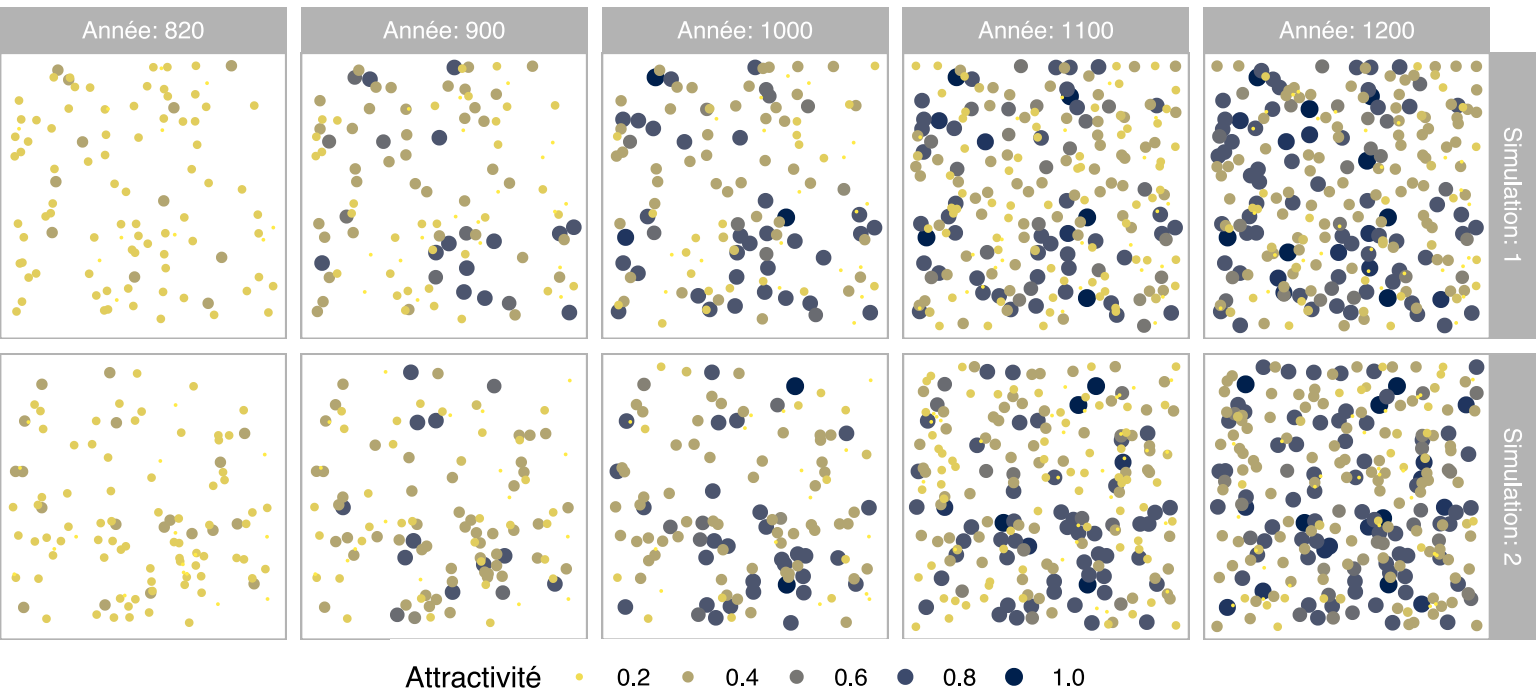 Année: 820
Année: 900
Année: 1000
Année: 1100
Année: 1200
Simulation: 1
Simulation: 2
Attractivité 0.2 0.4 0.6 0.8 1.0